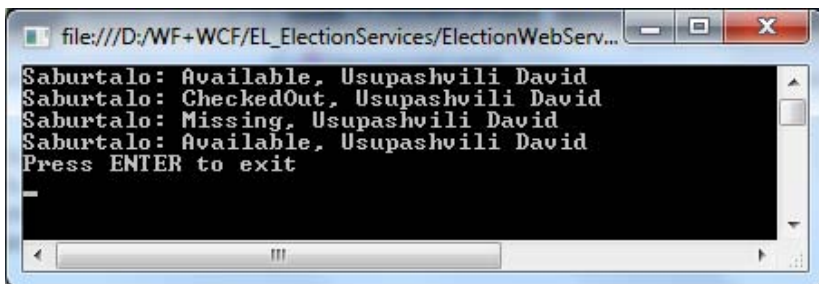 file:///D:/WF+WCF/EL_ElectionServices/ElectionWebServ...
Saburtalo: Available, Usupashvili David
Saburtalo: CheckedOut, Usupashvili David
Saburtalo: Missing, Usupashvili David
Saburtalo: Available, Usupashvili David
Press ENTER to exit